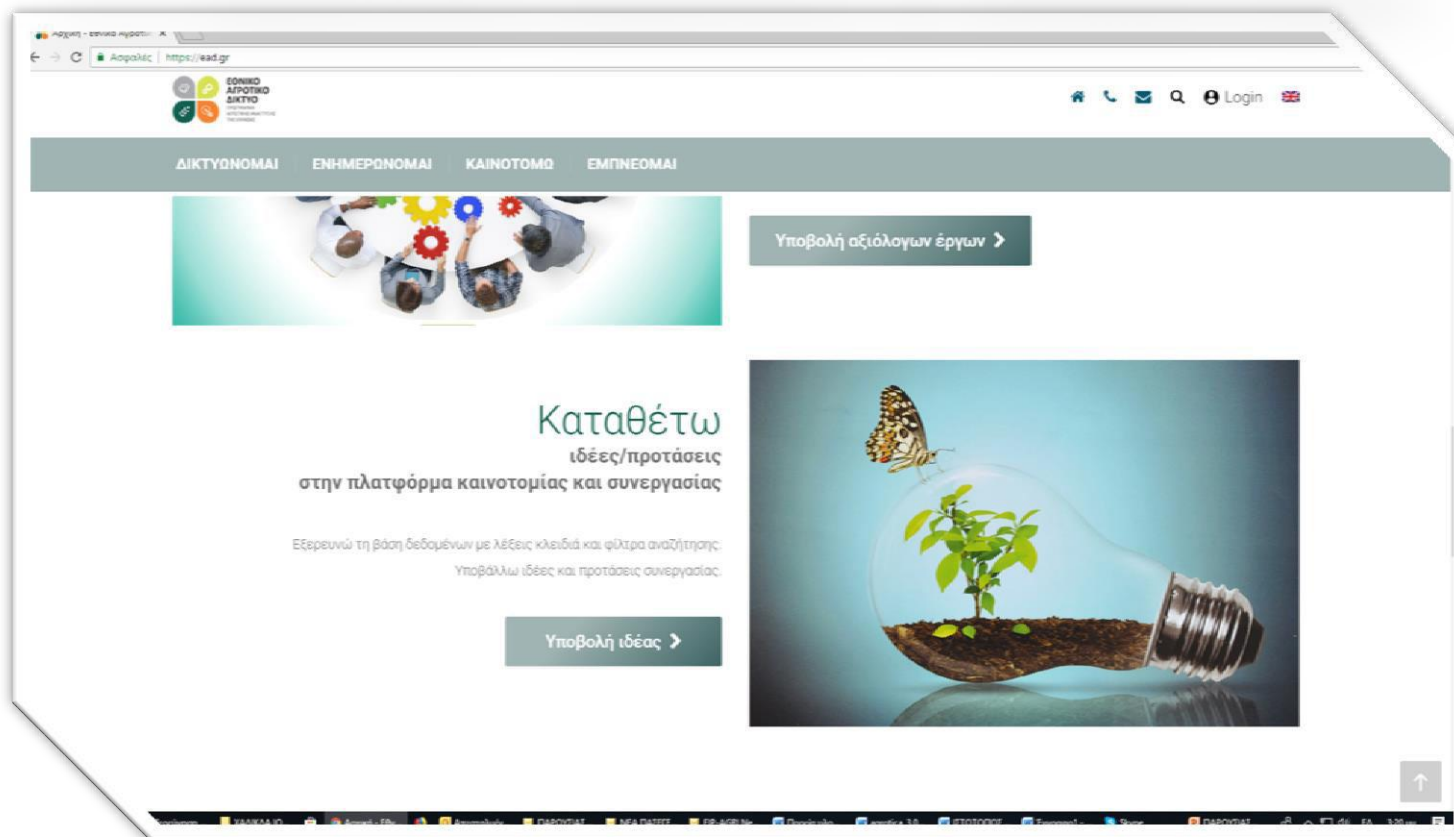 Ασφαλές | https://ead.gr
ΕΘΝΙΚΟ
ΑΓΡΟΤΙΚΟ
ΔΙΚΤΥΟ
Login
ΔΙΚΤΥΩΝΟΜΑΙ ΕΝΗΜΕΡΩΝΟΜΑΙ ΚΑΙΝΟΤΟΜΩ ΕΜΠΝΕΟΜΑΙ
Υποβολή αξιόλογων έργων
Καταθέτω
ιδέες/προτάσεις
στην πλατφόρμα καινοτομίας και συνεργασίας
Εξερευνώ τη βάση δεδομένων με λέξεις κλειδιά και φίλτρα αναζήτησης.
Υποβάλλω ιδέες και προτάσεις συνεργασίας.
Υποβολή ιδέας
Skype